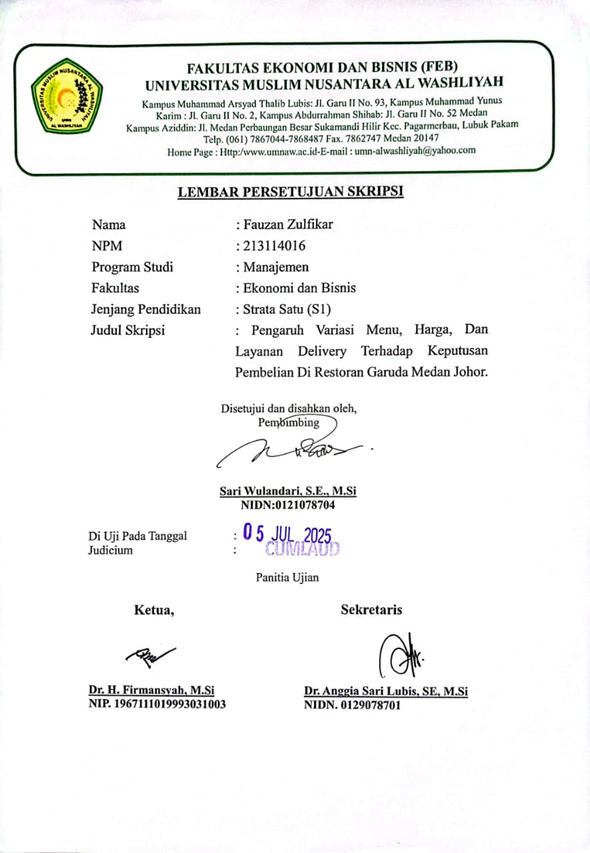 FAKULTAS EKONOMI DAN BISNIS (FEB)
UNIVERSITAS MUSLIM NUSANTARA AL WASHLIYAH
Kampus Muhammad Arsyad Thalib Lubis: Jl. Garu II No. 93, Kampus Muhammad Yunus
Karim : Jl. Garu II No. 2, Kampus Abdurrahman Shihab: Jl. Garu II No. 52 Medan
Kampus Aziddin: Jl. Medan Perbaungan Besar Sukamandi Hilir Kec. Pagarmerbau, Lubuk Pakam
Telp. (061) 7867044-7868487 Fax. 7862747 Medan 20147
Home Page : Http:/www.umnaw.ac.id-E-mail : umn-alwashliyah@yahoo.com
UNIVERSITAS MUSLIM NUSANTARA AL WASHLIYAH
UMN
AL WASHLIYAH
LEMBAR PERSETUJUAN SKRIPSI
Nama : Fauzan Zulfikar
NPM : 213114016
Program Studi : Manajemen
Fakultas : Ekonomi dan Bisnis
Jenjang Pendidikan : Strata Satu (S1)
Judul Skripsi : Pengaruh Variasi Menu, Harga, Dan
Layanan Delivery Terhadap Keputusan
Pembelian Di Restoran Garuda Medan Johor.
Disetujui dan disahkan oleh,
Pembimbing
Sari Wulandari, S.E., M.Si
NIDN:0121078704
Di Uji Pada Tanggal : 05 JUL 2025
Judicium : CUMLAUD
Panitia Ujian
Ketua, Sekretaris
Dr. H. Firmansyah, M.Si Dr. Anggia Sari Lubis, SE, M.Si
NIP. 1967111019993031003 NIDN. 0129078701